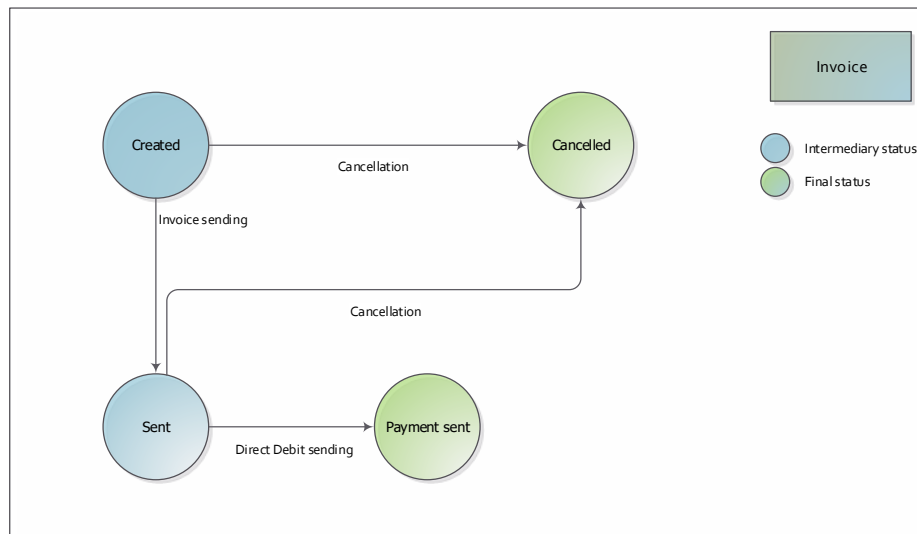 Invoice
Created
Cancelled
Intermediary status
Cancellation
Final status
Invoice sending
Cancellation
Sent
Payment sent
Direct Debit sending